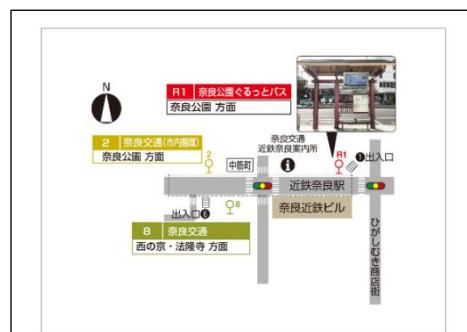 N
R1 奈良公園ぐるっとバス
奈良公園 方面
2 奈良交通(市内循環)
奈良公園 方面
奈良交通
近鉄奈良案内所
中筋町
2
R1
1 出入口
近鉄奈良駅
奈良近鉄ビル
出入口 6
8
8 奈良交通
西の京・法隆寺 方面
ひがしむき商店街